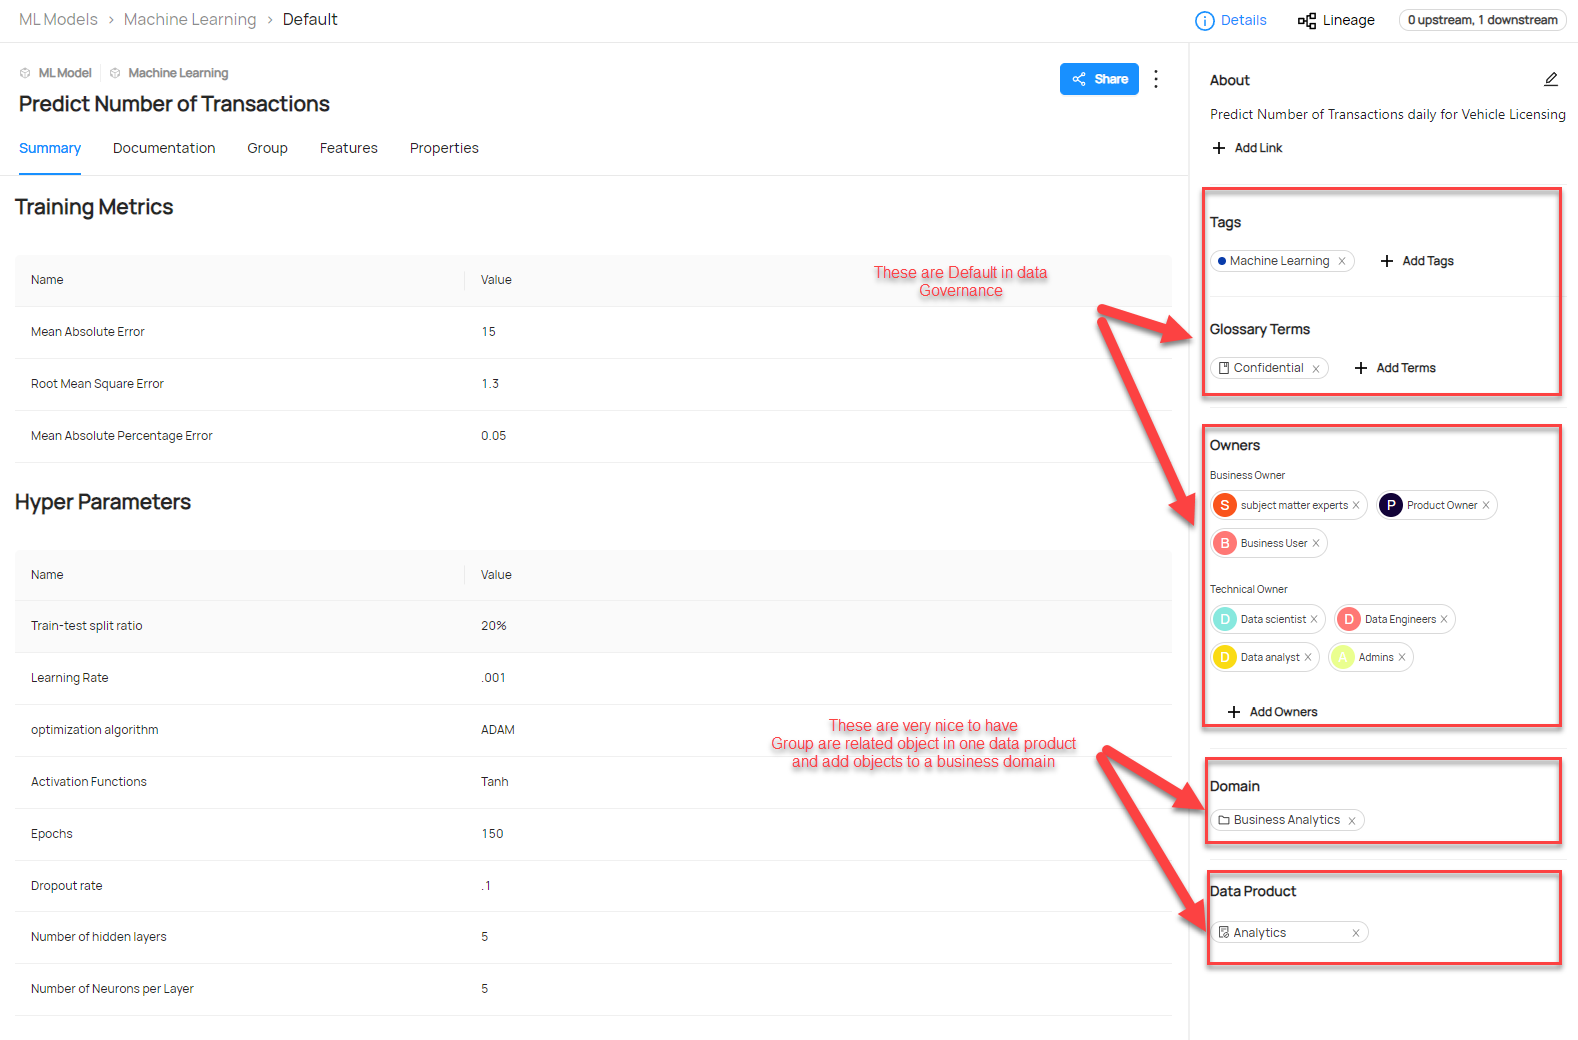 ML Models > Machine Learning > Default
Details
Lineage
0 upstream, 1 downstream
ML Model
Machine Learning
Predict Number of Transactions
Share
Summary
Documentation
Group
Features
Properties
Training Metrics
Name
Value
Mean Absolute Error
15
Root Mean Square Error
1.3
Mean Absolute Percentage Error
0.05
Hyper Parameters
Name
Value
Train-test split ratio
20%
Learning Rate
.001
optimization algorithm
ADAM
Activation Functions
Tanh
Epochs
150
Dropout rate
.1
Number of hidden layers
5
Number of Neurons per Layer
5
These are Default in data
Governance
These are very nice to have
Group are related object in one data product
and add objects to a business domain
About
Predict Number of Transactions daily for Vehicle Licensing
+ Add Link
Tags
Machine Learning ×
+ Add Tags
Glossary Terms
Confidential ×
+ Add Terms
Owners
Business Owner
S subject matter experts ×
P Product Owner ×
B Business User ×
Technical Owner
D Data scientist ×
D Data Engineers ×
D Data analyst ×
A Admins ×
+ Add Owners
Domain
Business Analytics ×
Data Product
Analytics ×